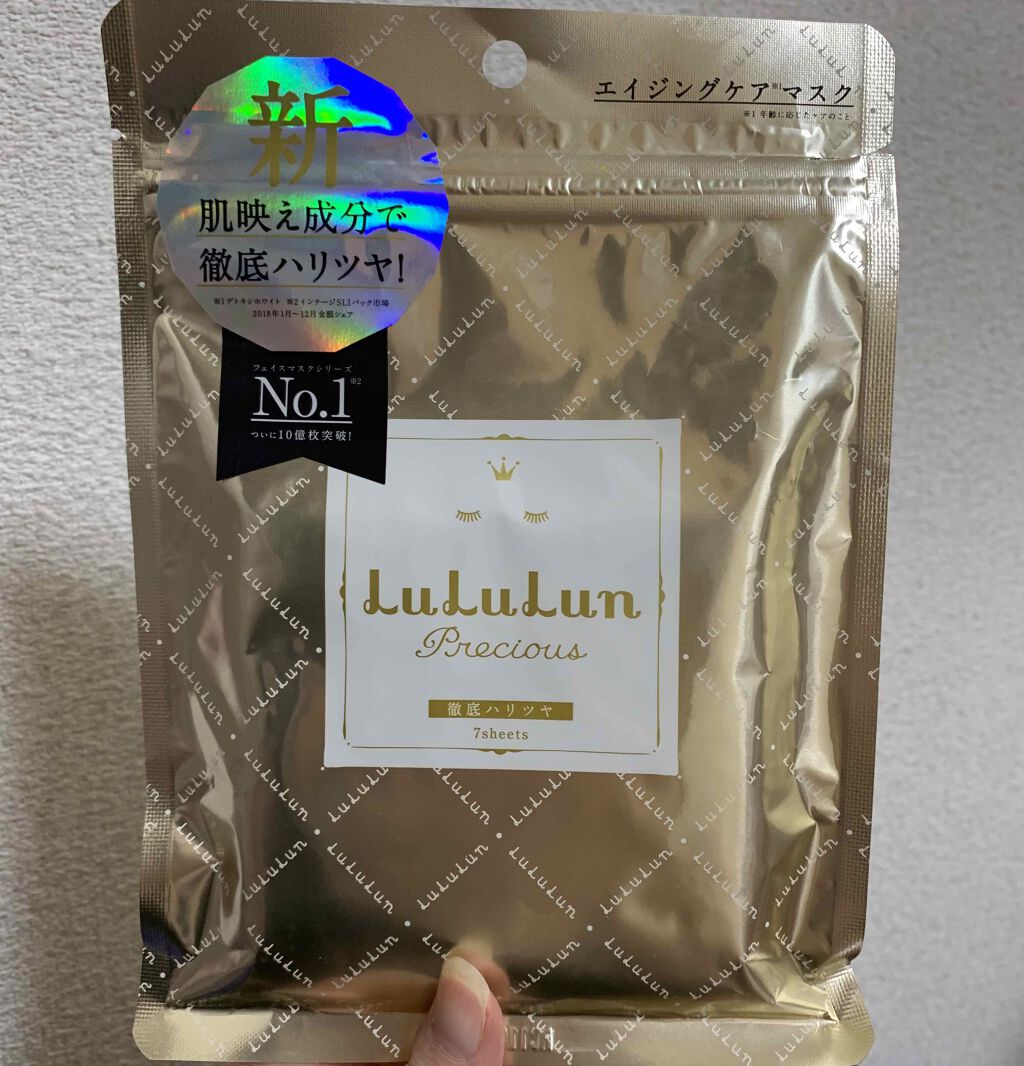 エイジングケア※1マスク
※1 年齢に応じたケアのこと
新
肌映え成分で
徹底ハリツヤ!
※1デトキシホワイト ※2インテージSLIパック市場
2018年1月~12月金額シェア
フェイスマスクシリーズ
No.1※2
ついに10億枚突破!
LuLuLun
Precious
徹底ハリツヤ
7sheets